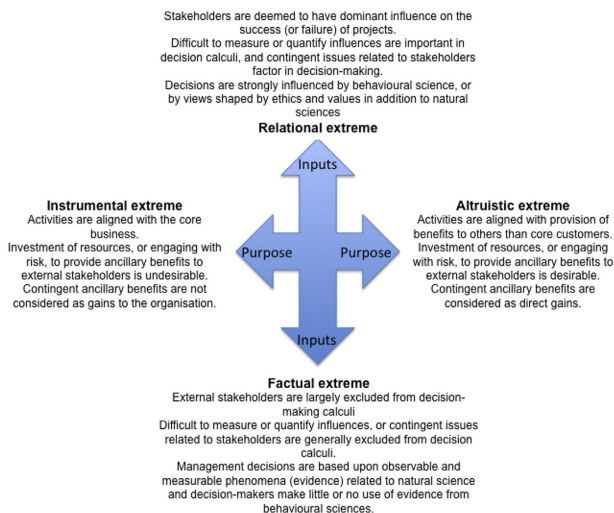 Stakeholders are deemed to have dominant influence on the
success (or failure) of projects.
Difficult to measure or quantify influences are important in
decision calculi, and contingent issues related to stakeholders
factor in decision-making.
Decisions are strongly influenced by behavioural science, or
by views shaped by ethics and values in addition to natural
sciences
Relational extreme
Inputs
Instrumental extreme
Activities are aligned with the core
business.
Investment of resources, or engaging with
risk, to provide ancillary benefits to
external stakeholders is undesirable.
Contingent ancillary benefits are not
considered as gains to the organisation.
Purpose
Purpose
Altruistic extreme
Activities are aligned with provision of
benefits to others than core customers.
Investment of resources, or engaging
with risk, to provide ancillary benefits to
external stakeholders is desirable.
Contingent ancillary benefits are
considered as direct gains.
Inputs
Factual extreme
External stakeholders are largely excluded from decision-
making calculi
Difficult to measure or quantify influences, or contingent issues
related to stakeholders are generally excluded from decision
calculi.
Management decisions are based upon observable and
measurable phenomena (evidence) related to natural science
and decision-makers make little or no use of evidence from
behavioural sciences.